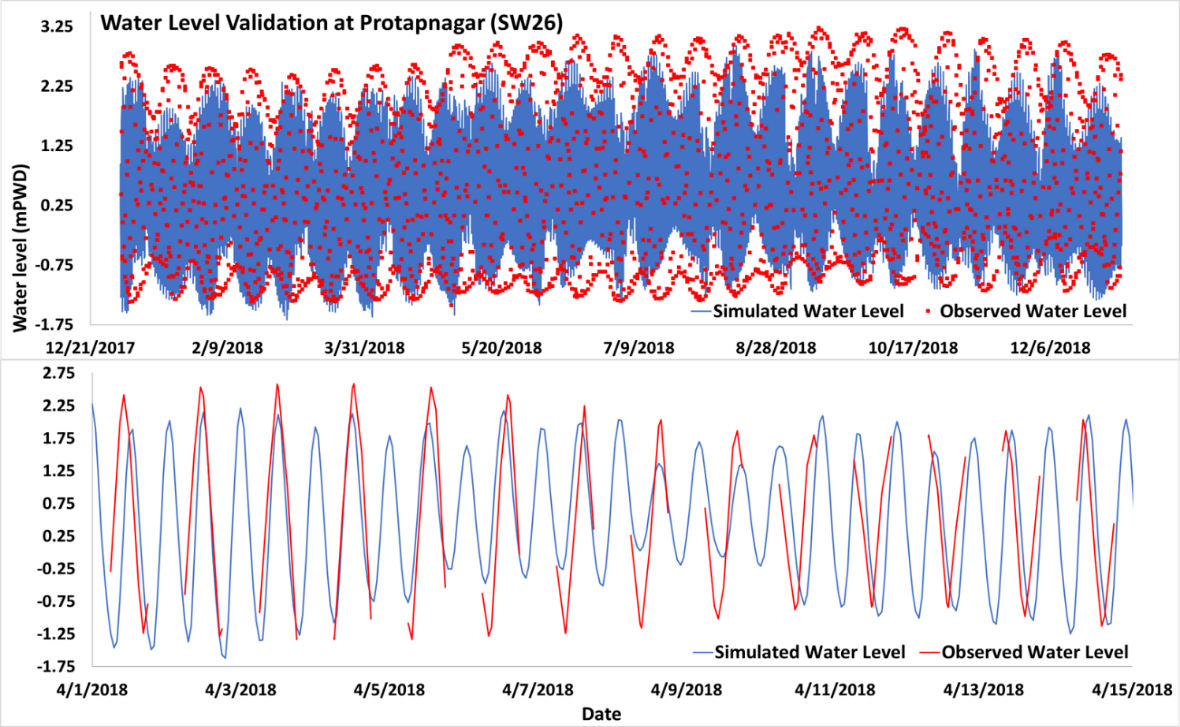 Water Level Validation at Protapnagar (SW26)
Water level (mPWD)
3.25
2.25
1.25
0.25
-0.75
-1.75
Simulated Water Level Observed Water Level
12/21/2017 2/9/2018 3/31/2018 5/20/2018 7/9/2018 8/28/2018 10/17/2018 12/6/2018
2.75
2.25
1.75
1.25
0.75
0.25
-0.25
-0.75
-1.25
-1.75
Simulated Water Level Observed Water Level
4/1/2018 4/3/2018 4/5/2018 4/7/2018 4/9/2018 4/11/2018 4/13/2018 4/15/2018
Date